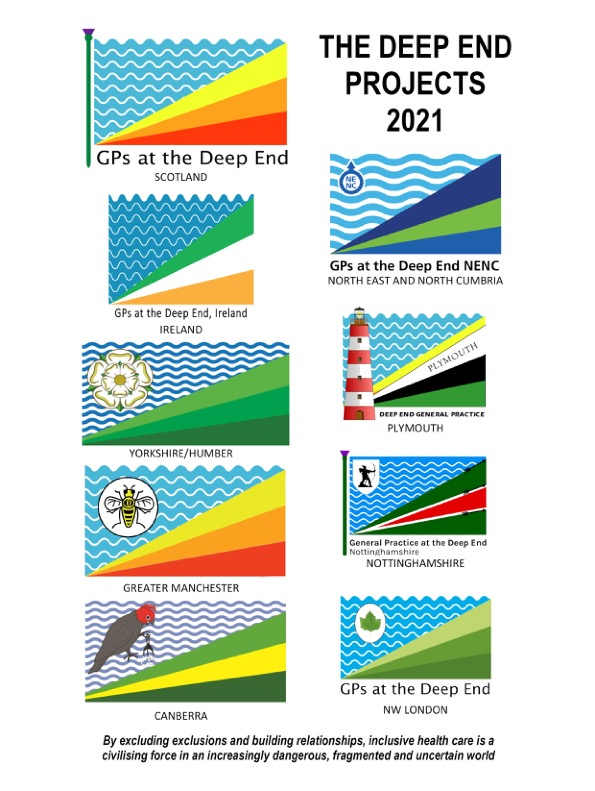 THE DEEP END
PROJECTS
2021
GPs at the Deep End
SCOTLAND
NE
NC
GPs at the Deep End NENC
NORTH EAST AND NORTH CUMBRIA
GPs at the Deep End, Ireland
IRELAND
PLYMOUTH
DEEP END GENERAL PRACTICE
PLYMOUTH
YORKSHIRE/HUMBER
General Practice at the Deep End
Nottinghamshire
NOTTINGHAMSHIRE
GREATER MANCHESTER
GPs at the Deep End
NW LONDON
CANBERRA
By excluding exclusions and building relationships, inclusive health care is a
civilising force in an increasingly dangerous, fragmented and uncertain world